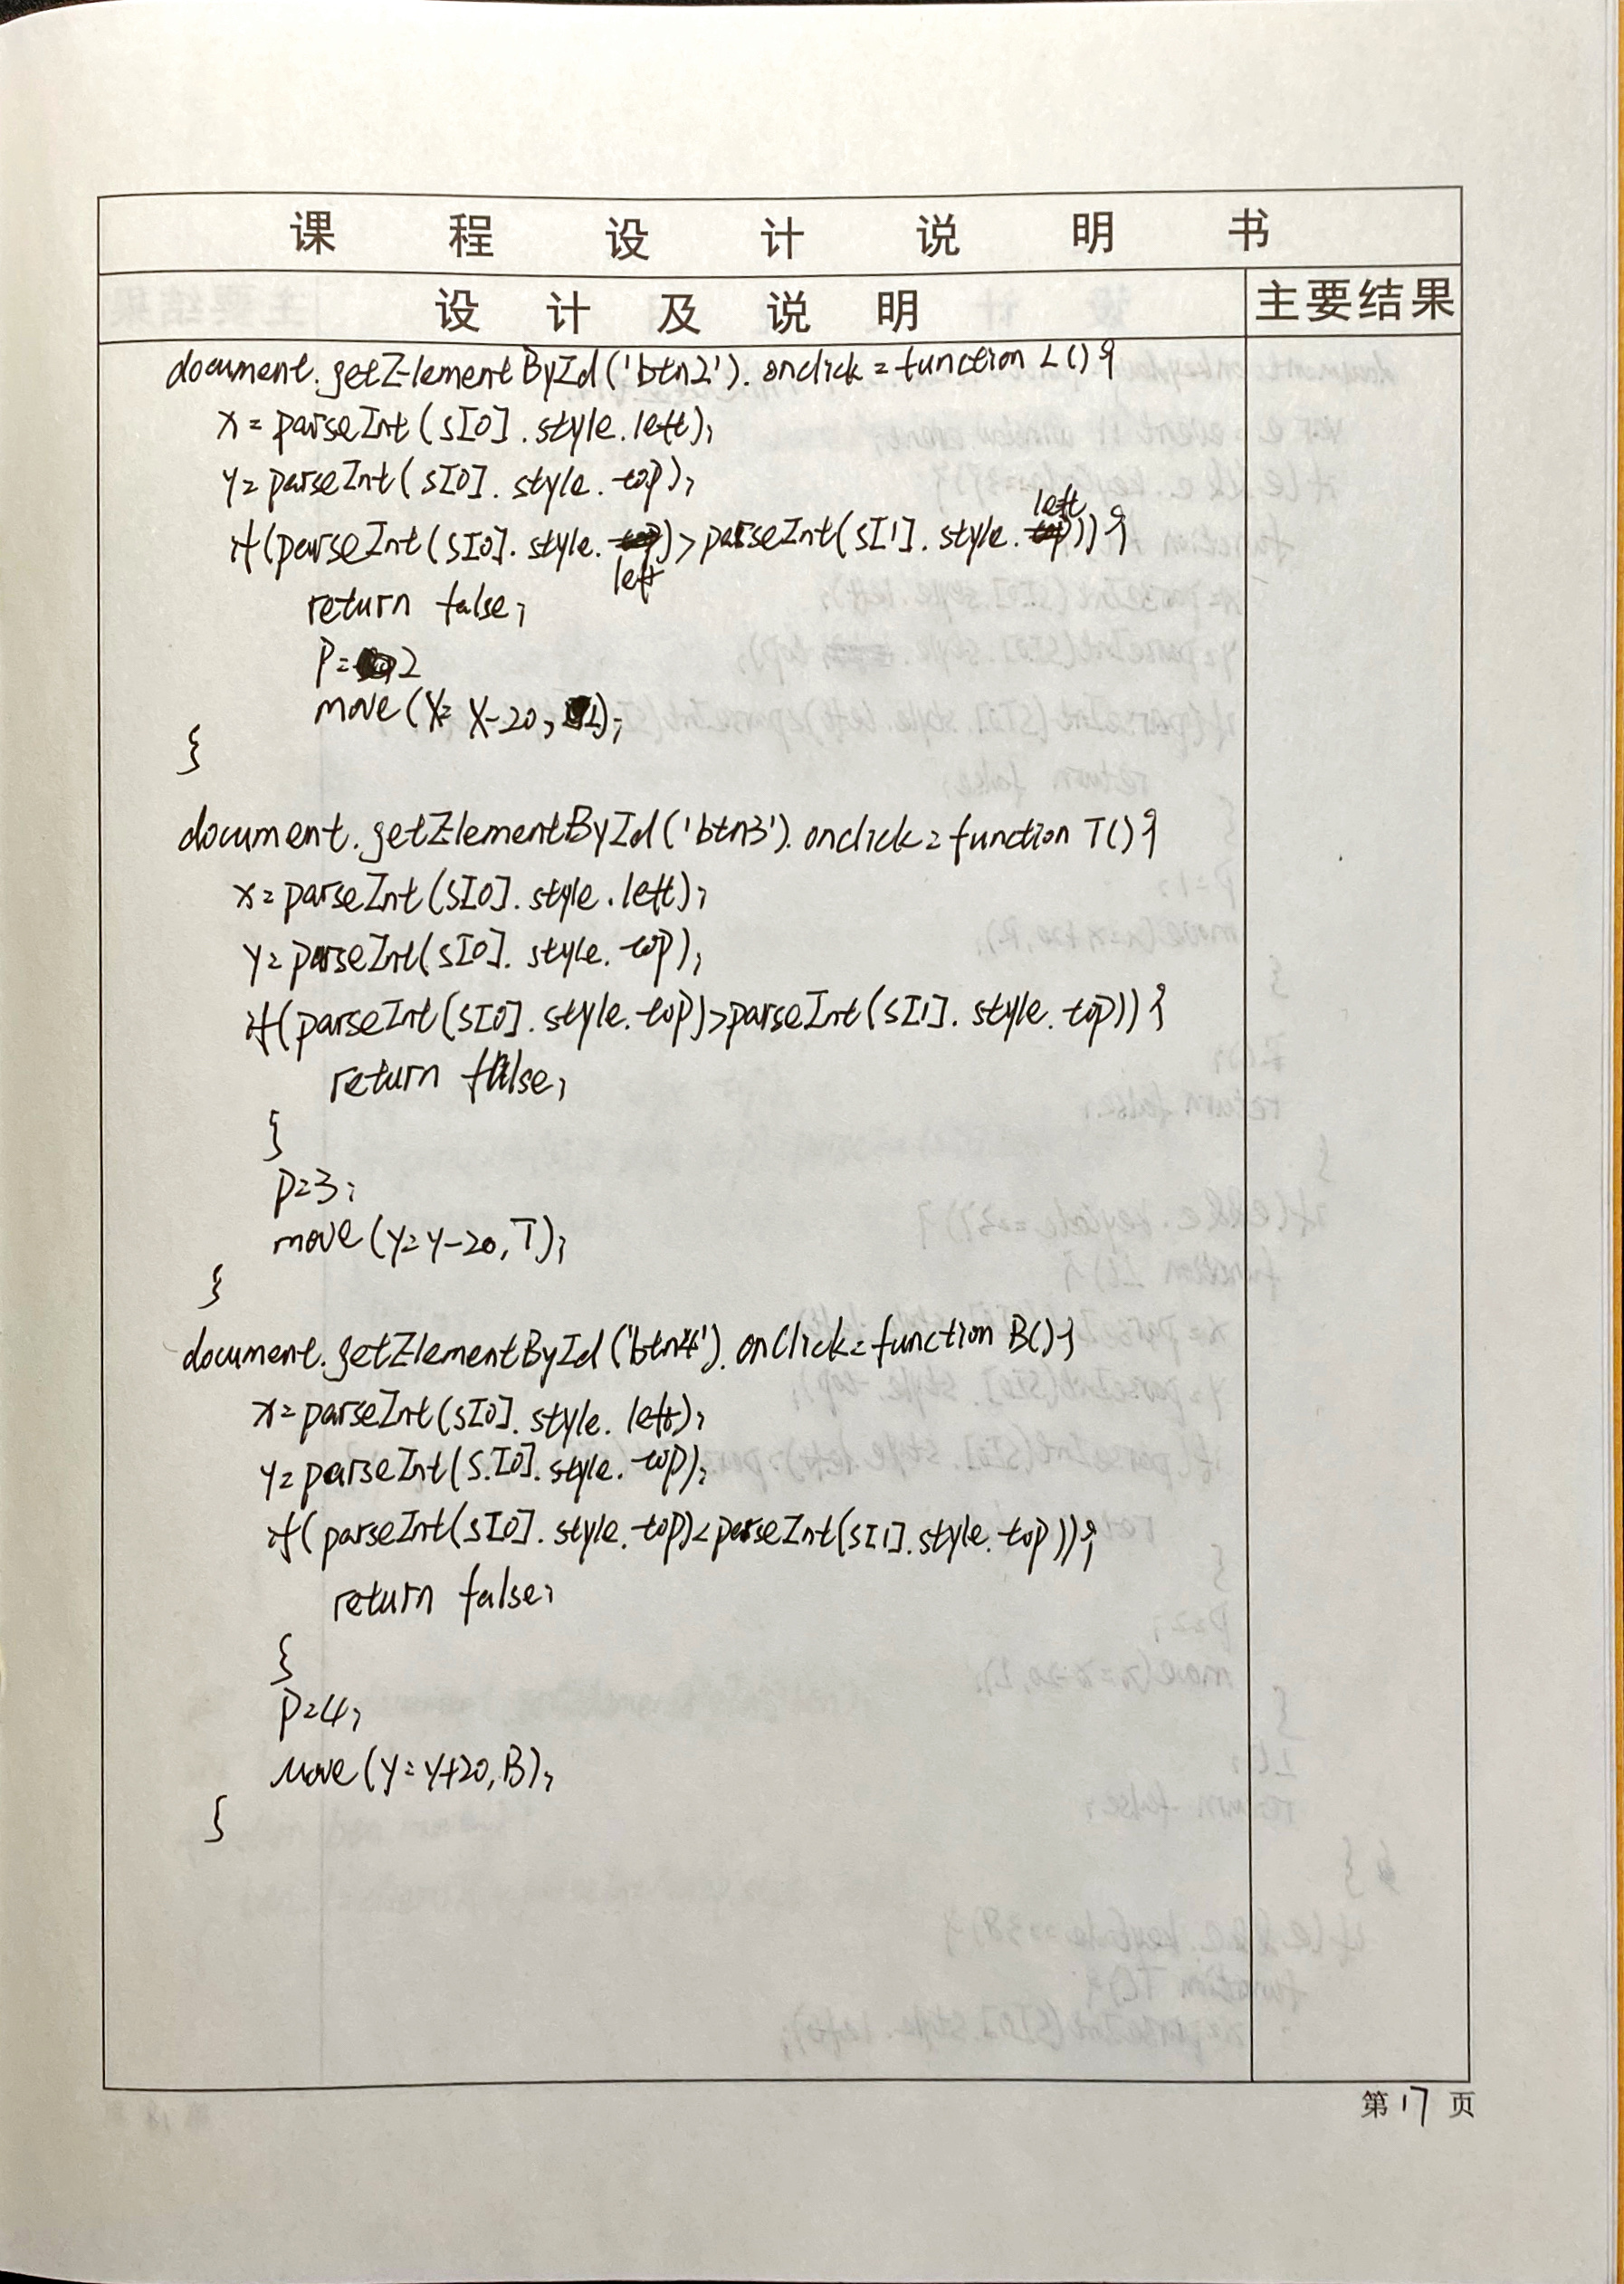 课程设计说明书
设计及说明 主要结果
document.getElementById('btn2').onclick=function L(){
x=parseInt(s[0].style.left);
y=parseInt(s[0].style.top);
if(parseInt(s[0].style.left)>parseInt(s[1].style.left)){
return false;
P=2
move(x=x-20,L);
}
document.getElementById('btn3').onclick=function T(){
x=parseInt(s[0].style.left);
y=parseInt(s[0].style.top);
if(parseInt(s[0].style.top)>parseInt(s[1].style.top)){
return false;
}
p=3;
move(y=y-20,T);
}
document.getElementById('btn4').onClick=function B(){
x=parseInt(s[0].style.left);
y=parseInt(s.[0].style.top);
if(parseInt(s[0].style.top)<parseInt(s[1].style.top)){
return false;
}
p=4;
move(y=y+20,B);
}
第17页